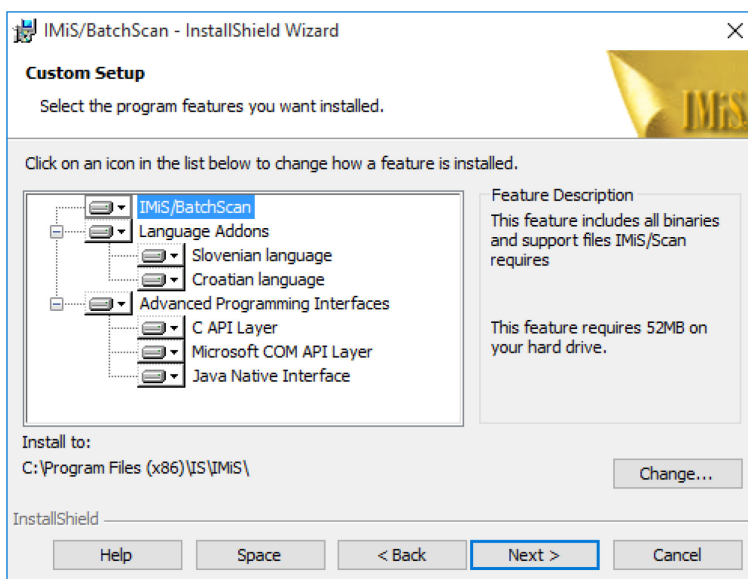 IMiS/BatchScan - InstallShield Wizard
Custom Setup
Select the program features you want installed.
IMiS
Click on an icon in the list below to change how a feature is installed.
IMiS/BatchScan
Language Addons
Slovenian language
Croatian language
Advanced Programming Interfaces
C API Layer
Microsoft COM API Layer
Java Native Interface
Feature Description
This feature includes all binaries
and support files IMiS/Scan
requires
This feature requires 52MB on
your hard drive.
Install to:
C:\Program Files (x86)\IS\IMiS\
Change...
InstallShield
Help
Space
< Back
Next >
Cancel